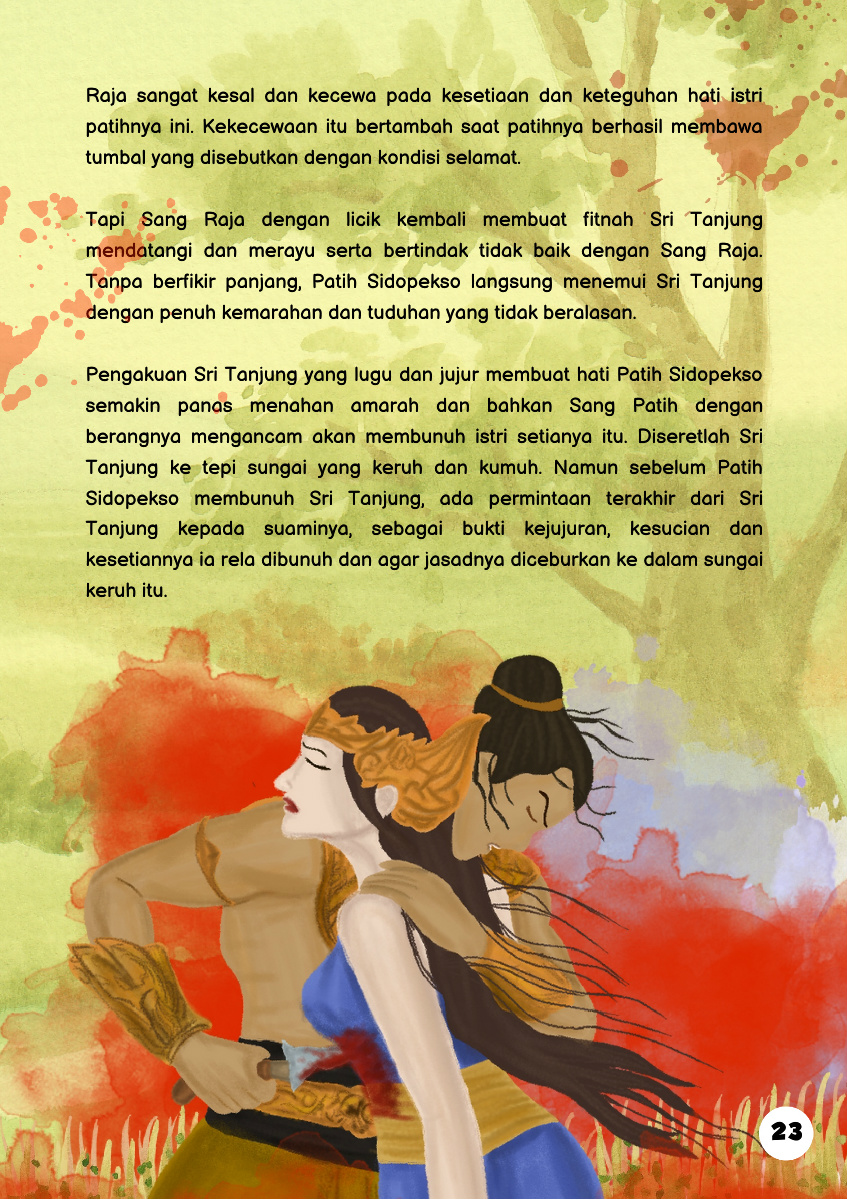 Raja sangat kesal dan kecewa pada kesetiaan dan keteguhan hati istri
patihnya ini. Kekecewaan itu bertambah saat patihnya berhasil membawa
tumbal yang disebutkan dengan kondisi selamat.
Tapi Sang Raja dengan licik kembali membuat fitnah Sri Tanjung
mendatangi dan merayu serta bertindak tidak baik dengan Sang Raja.
Tanpa berfikir panjang, Patih Sidopekso langsung menemui Sri Tanjung
dengan penuh kemarahan dan tuduhan yang tidak beralasan.
Pengakuan Sri Tanjung yang lugu dan jujur membuat hati Patih Sidopekso
semakin panas menahan amarah dan bahkan Sang Patih dengan
berangnya mengancam akan membunuh istri setianya itu. Diseretlah Sri
Tanjung ke tepi sungai yang keruh dan kumuh. Namun sebelum Patih
Sidopekso membunuh Sri Tanjung, ada permintaan terakhir dari Sri
Tanjung kepada suaminya, sebagai bukti kejujuran, kesucian dan
kesetiannya ia rela dibunuh dan agar jasadnya diceburkan ke dalam sungai
keruh itu.
23